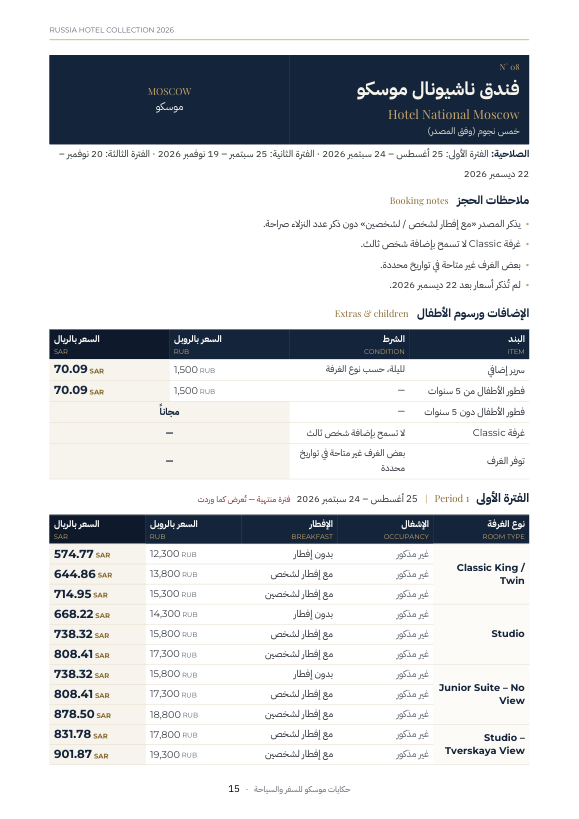 RUSSIA HOTEL COLLECTION 2026
N° 08
فندق ناشيونال موسكو
Hotel National Moscow
خمس نجوم (وفق المصدر)
MOSCOW
موسكو
الصلاحية: الفترة الأولى: 25 أغسطس – 24 سبتمبر 2026 · الفترة الثانية: 25 سبتمبر – 19 نوفمبر 2026 · الفترة الثالثة: 20 نوفمبر –
22 ديسمبر 2026
ملاحظات الحجز Booking notes
• يذكر المصدر «مع إفطار لشخص / لشخصين» دون ذكر عدد النزلاء صراحة.
• غرفة Classic لا تسمح بإضافة شخص ثالث.
• بعض الغرف غير متاحة في تواريخ محددة.
• لم تُذكر أسعار بعد 22 ديسمبر 2026.
الإضافات ورسوم الأطفال Extras & children
البند الشرط السعر بالروبل السعر بالريال
ITEM CONDITION RUB SAR
سرير إضافي لليلة، حسب نوع الغرفة 1,500 RUB 70.09 SAR
فطور الأطفال من 5 سنوات — 1,500 RUB 70.09 SAR
فطور الأطفال دون 5 سنوات — مجاناً
غرفة Classic لا تسمح بإضافة شخص ثالث —
توفر الغرف بعض الغرف غير متاحة في تواريخ محددة —
الفترة الأولى Period 1 | 25 أغسطس – 24 سبتمبر 2026 فترة منتهية – تُعرض كما وردت
نوع الغرفة الإشغال الإفطار السعر بالروبل السعر بالريال
ROOM TYPE OCCUPANCY BREAKFAST RUB SAR
Classic King / Twin غير مذكور بدون إفطار 12,300 RUB 574.77 SAR
غير مذكور مع إفطار لشخص 13,800 RUB 644.86 SAR
غير مذكور مع إفطار لشخصين 15,300 RUB 714.95 SAR
Studio غير مذكور بدون إفطار 14,300 RUB 668.22 SAR
غير مذكور مع إفطار لشخص 15,800 RUB 738.32 SAR
غير مذكور مع إفطار لشخصين 17,300 RUB 808.41 SAR
Junior Suite – No View غير مذكور بدون إفطار 15,800 RUB 738.32 SAR
غير مذكور مع إفطار لشخص 17,300 RUB 808.41 SAR
غير مذكور مع إفطار لشخصين 18,800 RUB 878.50 SAR
Studio – Tverskaya View غير مذكور مع إفطار لشخص 17,800 RUB 831.78 SAR
غير مذكور مع إفطار لشخصين 19,300 RUB 901.87 SAR
حكايات موسكو للسفر والسياحة · 15